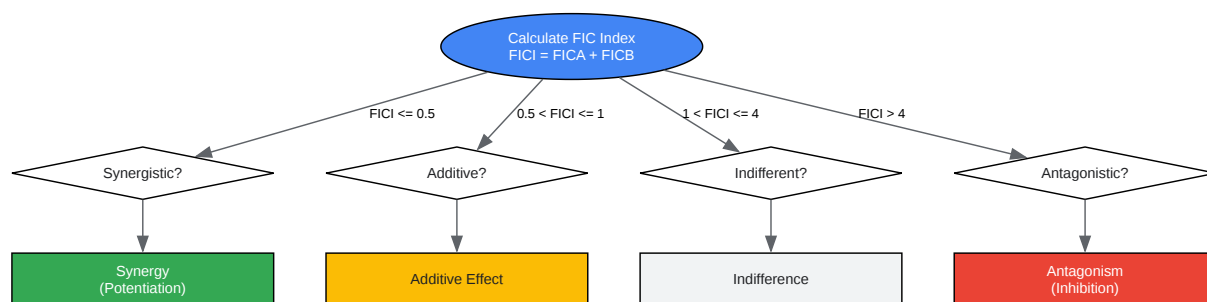 Calculate FIC Index
FICI = FICA + FICB
FICI <= 0.5
0.5 < FICI <= 1
1 < FICI <= 4
FICI > 4
Synergistic?
Additive?
Indifferent?
Antagonistic?
Synergy
(Potentiation)
Additive Effect
Indifference
Antagonism
(Inhibition)